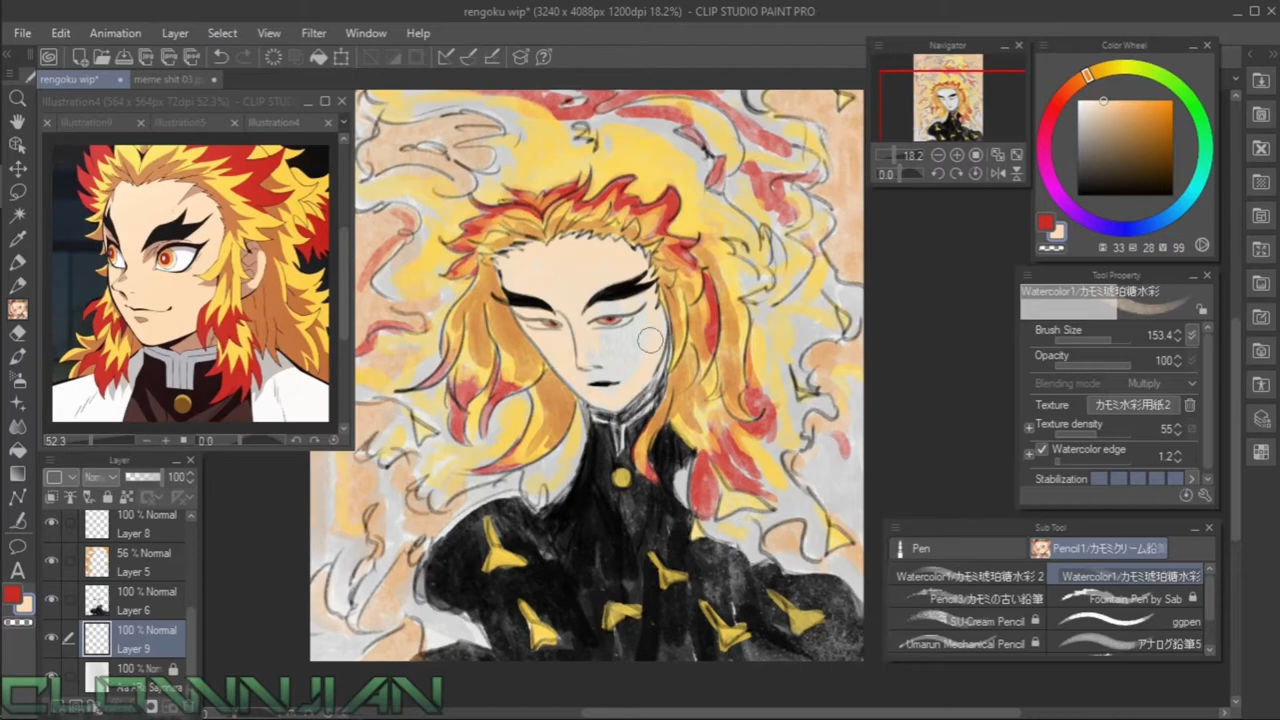 rengoku wip* (3240 x 4088px 1200dpi 18.2%) - CLIP STUDIO PAINT PRO
File Edit Animation Layer Select View Filter Window Help
rengoku wip* meme shit 03.jp
Illustration4 (564 x 564px 72dpi 52.3%) - CLIP STUD
Illustration9 Illustration5 Illustration4
52.3 0.0
Navigator
18.2
0.0
Color Wheel
H 33 S 28 V 99
Tool Property
Watercolor1/カモミ琥珀糖水彩
Brush Size 153.4
Opacity 100
Blending mode Multiply
Texture カモミ水彩用紙2
Texture density 55
Watercolor edge 1.2
Stabilization
Sub Tool
Pen Pencil1/カモミクリーム鉛筆
Watercolor1/カモミ琥珀糖水彩 2 Watercolor1/カモミ琥珀糖水彩
Pencil3/カモミの古い鉛筆 Fountain Pen by Sab
SU-Cream Pencil ggpen
Umarun Mechanical Pencil アナログ鉛筆5
Layer
Norm 100
100 % Normal
Layer 8
56 % Normal
Layer 5
100 % Normal
Layer 6
100 % Normal
Layer 9
100 % Norm
CLOWNJIAN